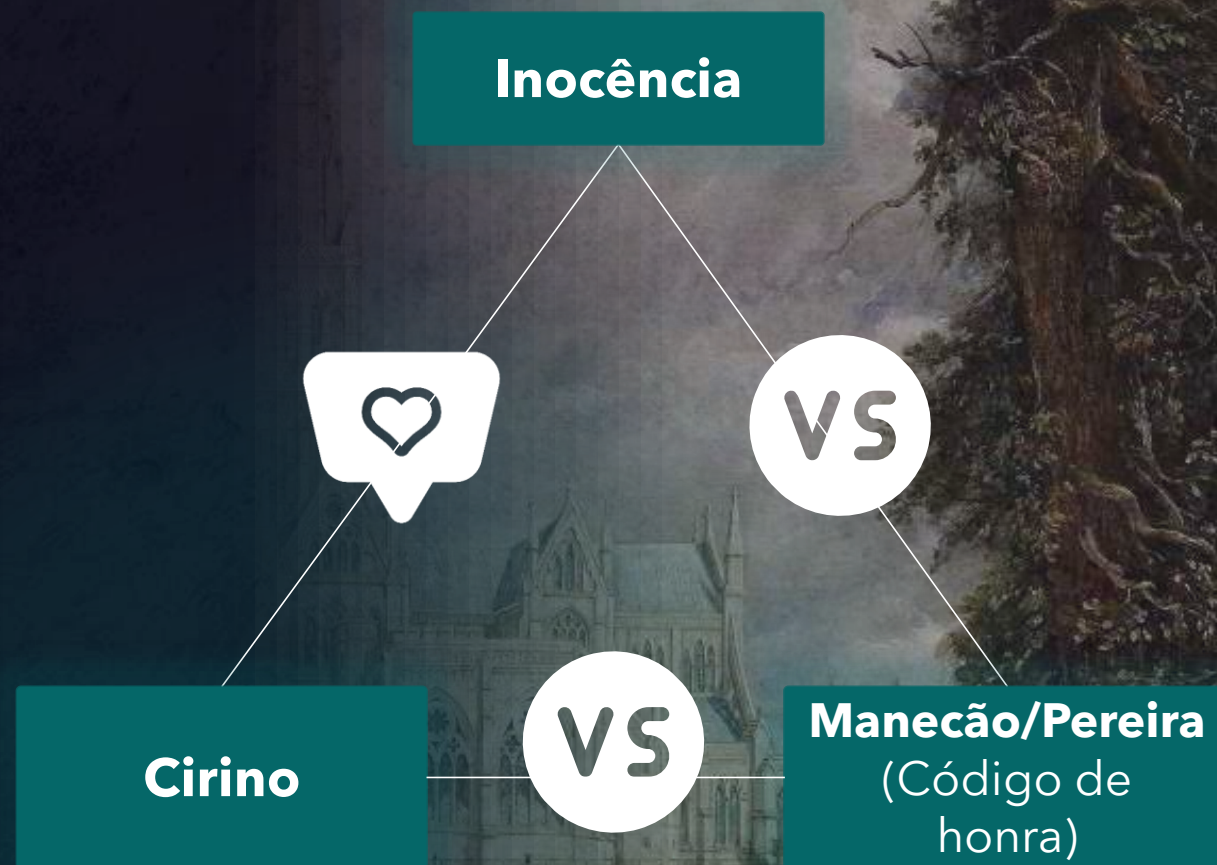 Inocência
VS
VS
Cirino
Manecão/Pereira
(Código de
honra)